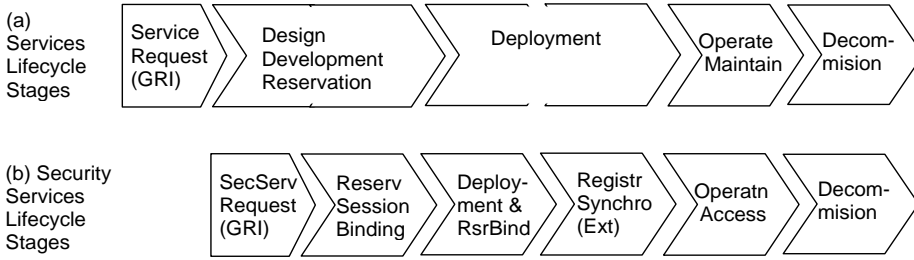 (a)
Services
Lifecycle
Stages
Service
Request
(GRI)
Design
Development
Reservation
Deployment
Operate
Maintain
Decom-
mision
(b) Security
Services
Lifecycle
Stages
SecServ
Request
(GRI)
Reserv
Session
Binding
Deploy-
ment &
RsrBind
Registr
Synchro
(Ext)
Operatn
Access
Decom-
mision